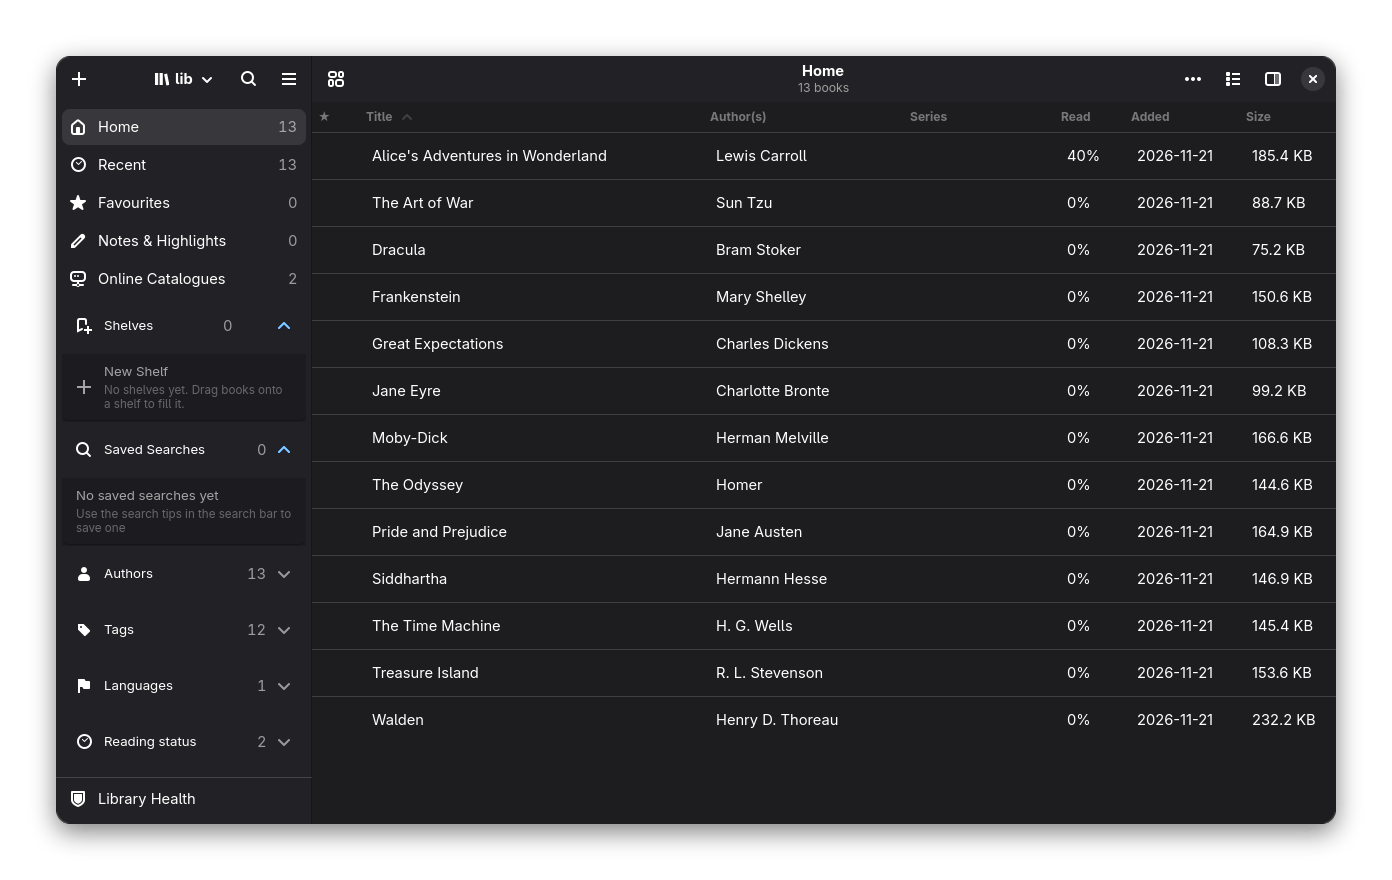 lib
Home 13
Recent 13
Favourites 0
Notes & Highlights 0
Online Catalogues 2
Shelves 0
New Shelf
No shelves yet. Drag books onto
a shelf to fill it.
Saved Searches 0
No saved searches yet
Use the search tips in the search bar to
save one
Authors 13
Tags 12
Languages 1
Reading status 2
Library Health
Home
13 books
★ Title Author(s) Series Read Added Size
Alice's Adventures in Wonderland Lewis Carroll 40% 2026-11-21 185.4 KB
The Art of War Sun Tzu 0% 2026-11-21 88.7 KB
Dracula Bram Stoker 0% 2026-11-21 75.2 KB
Frankenstein Mary Shelley 0% 2026-11-21 150.6 KB
Great Expectations Charles Dickens 0% 2026-11-21 108.3 KB
Jane Eyre Charlotte Bronte 0% 2026-11-21 99.2 KB
Moby-Dick Herman Melville 0% 2026-11-21 166.6 KB
The Odyssey Homer 0% 2026-11-21 144.6 KB
Pride and Prejudice Jane Austen 0% 2026-11-21 164.9 KB
Siddhartha Hermann Hesse 0% 2026-11-21 146.9 KB
The Time Machine H. G. Wells 0% 2026-11-21 145.4 KB
Treasure Island R. L. Stevenson 0% 2026-11-21 153.6 KB
Walden Henry D. Thoreau 0% 2026-11-21 232.2 KB